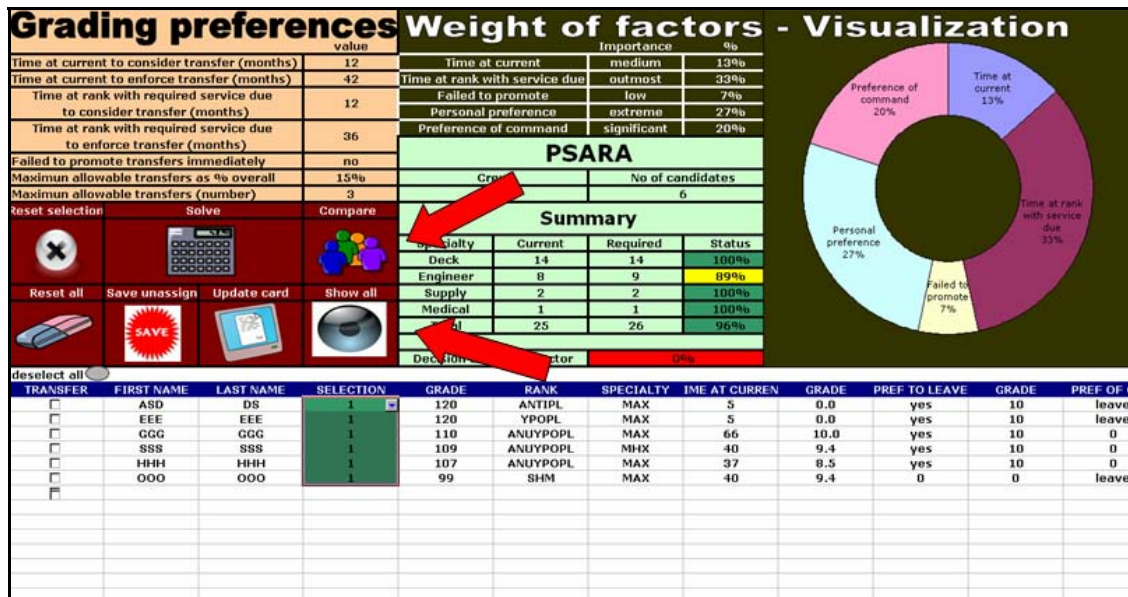 Grading preferences
value
Time at current to consider transfer (months) 12
Time at current to enforce transfer (months) 42
Time at rank with required service due
to consider transfer (months) 12
Time at rank with required service due
to enforce transfer (months) 36
Failed to promote transfers immediately no
Maximun allowable transfers as % overall 15%
Maximun allowable transfers (number) 3
Weight of factors - Visualization
Importance %
Time at current medium 13%
Time at rank with service due outmost 33%
Failed to promote low 7%
Personal preference extreme 27%
Preference of command significant 20%
PSARA
No of candidates
6
Summary
Current Required Status
Deck 14 14 100%
Engineer 8 9 89%
Supply 2 2 100%
Medical 1 1 100%
25 26 96%
0%
Time at
current
13%
Time at rank
with service
due
33%
Failed to
promote
7%
Personal
preference
27%
Preference of
command
20%
Reset selection Solve Compare
Reset all Save unassign Update card Show all
SAVE
deselect all
TRANSFER FIRST NAME LAST NAME SELECTION GRADE RANK SPECIALTY IME AT CURREN GRADE PREF TO LEAVE GRADE PREF OF
ASD DS 1 120 ANTIPL MAX 5 0.0 yes 10 leave
EEE EEE 1 120 YPOPL MAX 5 0.0 yes 10 leave
GGG GGG 1 110 ANUYPOPL MAX 66 10.0 yes 10 0
SSS SSS 1 109 ANUYPOPL MHX 40 9.4 yes 10 0
HHH HHH 1 107 ANUYPOPL MAX 37 8.5 yes 10 0
OOO OOO 1 99 SHM MAX 40 9.4 0 0 leave